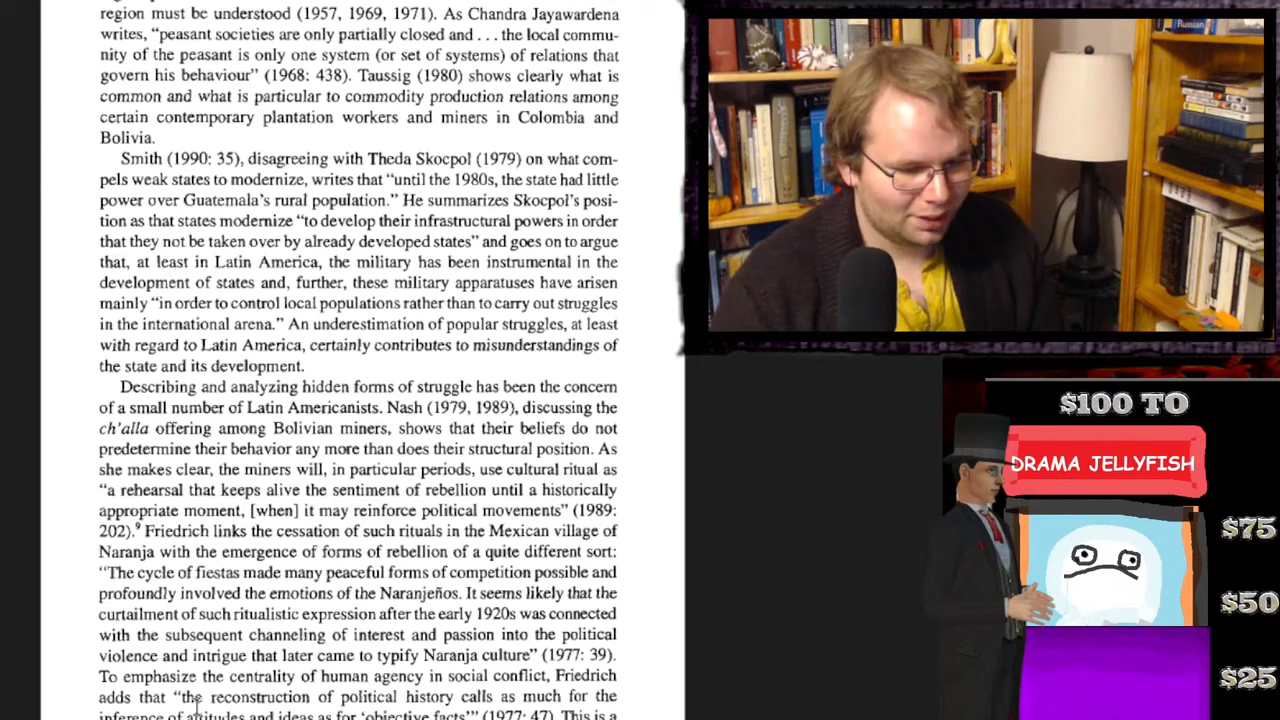 region must be understood (1957, 1969, 1971). As Chandra Jayawardena
writes, “peasant societies are only partially closed and . . . the local commu-
nity of the peasant is only one system (or set of systems) of relations that
govern his behaviour” (1968: 438). Taussig (1980) shows clearly what is
common and what is particular to commodity production relations among
certain contemporary plantation workers and miners in Colombia and
Bolivia.
Smith (1990: 35), disagreeing with Theda Skocpol (1979) on what com-
pels weak states to modernize, writes that “until the 1980s, the state had little
power over Guatemala’s rural population.” He summarizes Skocpol’s posi-
tion as that states modernize “to develop their infrastructural powers in order
that they not be taken over by already developed states” and goes on to argue
that, at least in Latin America, the military has been instrumental in the
development of states and, further, these military apparatuses have arisen
mainly “in order to control local populations rather than to carry out struggles
in the international arena.” An underestimation of popular struggles, at least
with regard to Latin America, certainly contributes to misunderstandings of
the state and its development.
Describing and analyzing hidden forms of struggle has been the concern
of a small number of Latin Americanists. Nash (1979, 1989), discussing the
ch’alla offering among Bolivian miners, shows that their beliefs do not
predetermine their behavior any more than does their structural position. As
she makes clear, the miners will, in particular periods, use cultural ritual as
“a rehearsal that keeps alive the sentiment of rebellion until a historically
appropriate moment, [when] it may reinforce political movements” (1989:
202).⁹ Friedrich links the cessation of such rituals in the Mexican village of
Naranja with the emergence of forms of rebellion of a quite different sort:
“The cycle of fiestas made many peaceful forms of competition possible and
profoundly involved the emotions of the Naranjeños. It seems likely that the
curtailment of such ritualistic expression after the early 1920s was connected
with the subsequent channeling of interest and passion into the political
violence and intrigue that later came to typify Naranja culture” (1977: 39).
To emphasize the centrality of human agency in social conflict, Friedrich
adds that “the reconstruction of political history calls as much for the
inference of attitudes and ideas as for ‘objective facts’” (1977: 47). This is a
$100 TO
DRAMA JELLYFISH
$75
$50
$25